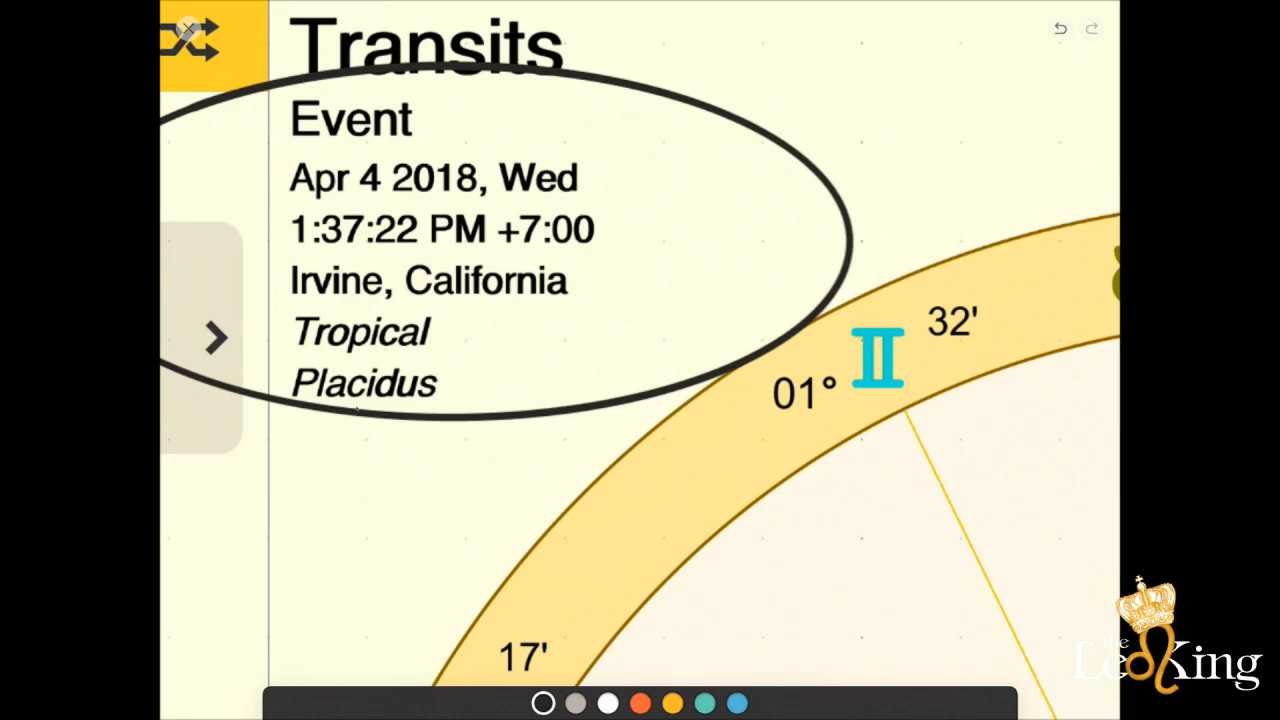 Transits
Event
Apr 4 2018, Wed
1:37:22 PM +7:00
Irvine, California
Tropical
Placidus
32'
01°
17'
the
Leo King